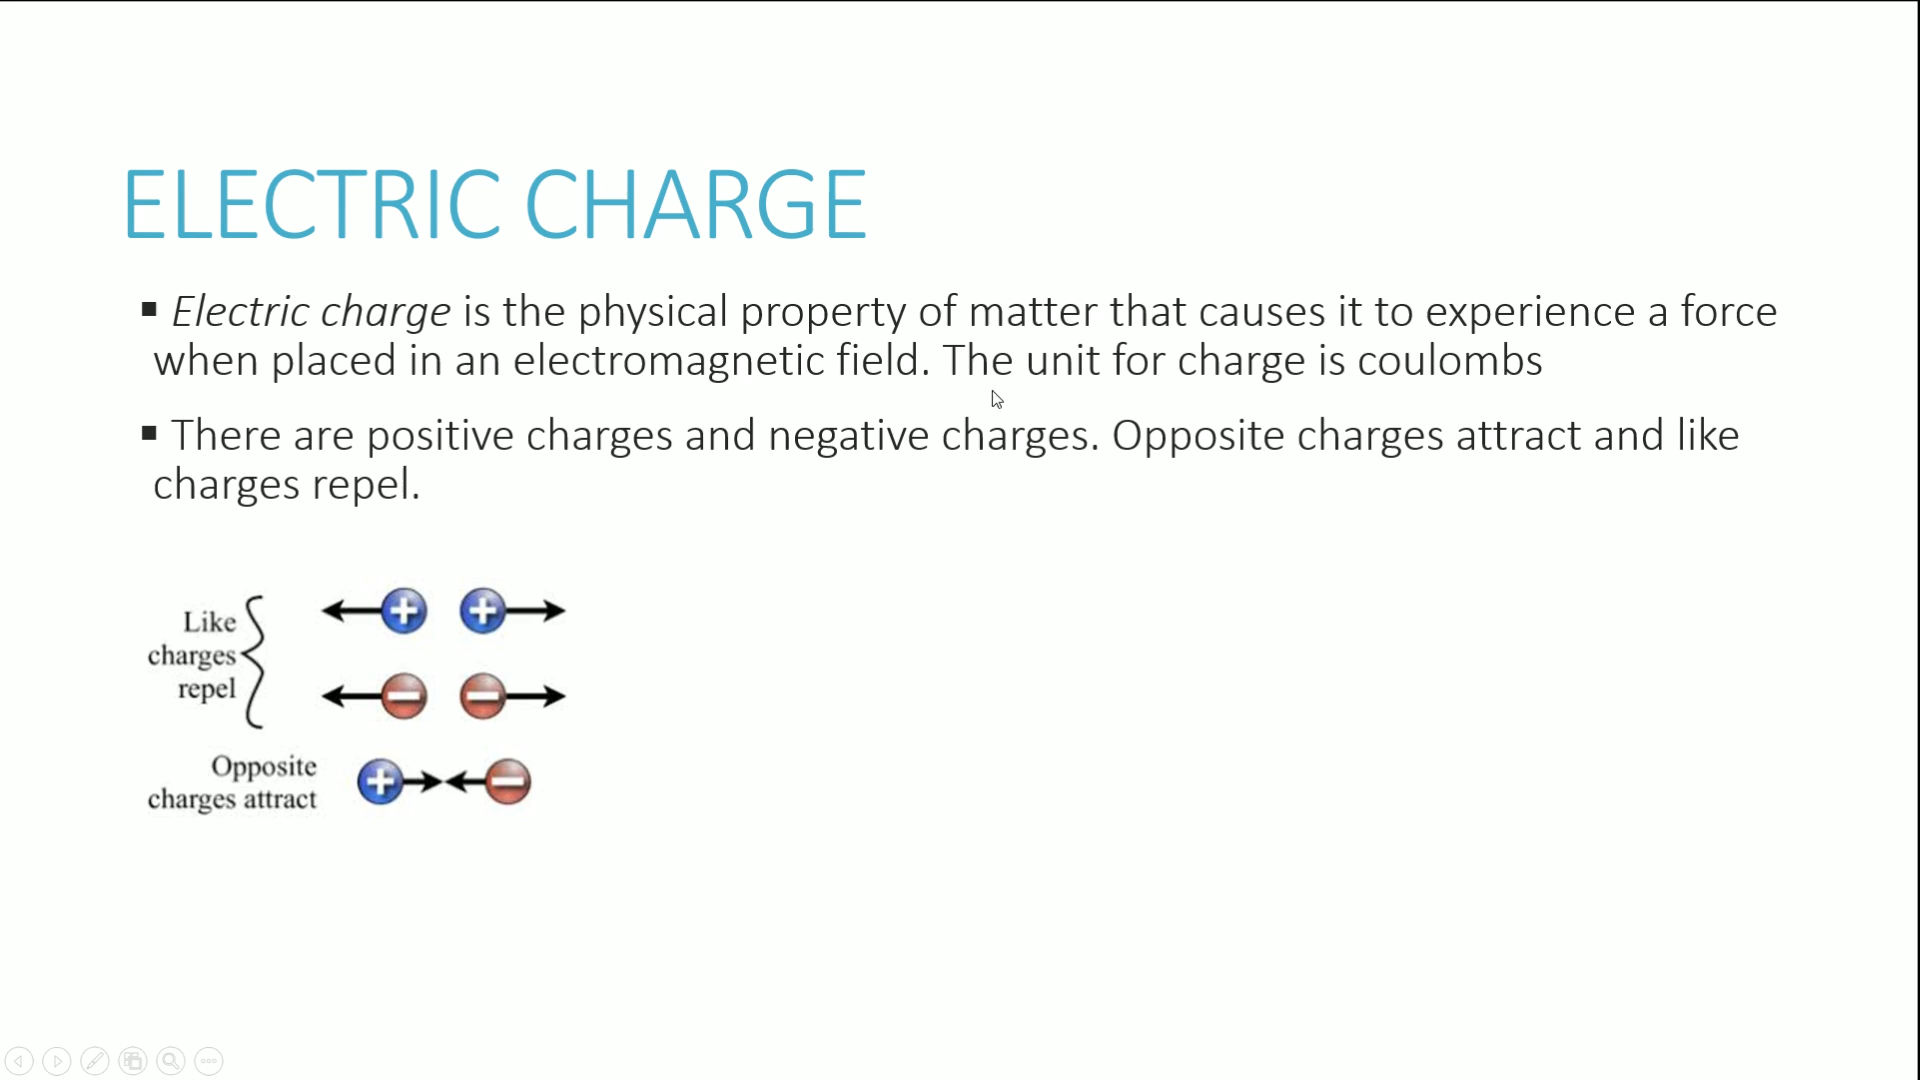 ELECTRIC CHARGE
▪ Electric charge is the physical property of matter that causes it to experience a force
when placed in an electromagnetic field. The unit for charge is coulombs
▪ There are positive charges and negative charges. Opposite charges attract and like
charges repel.
Like
charges
repel
Opposite
charges attract